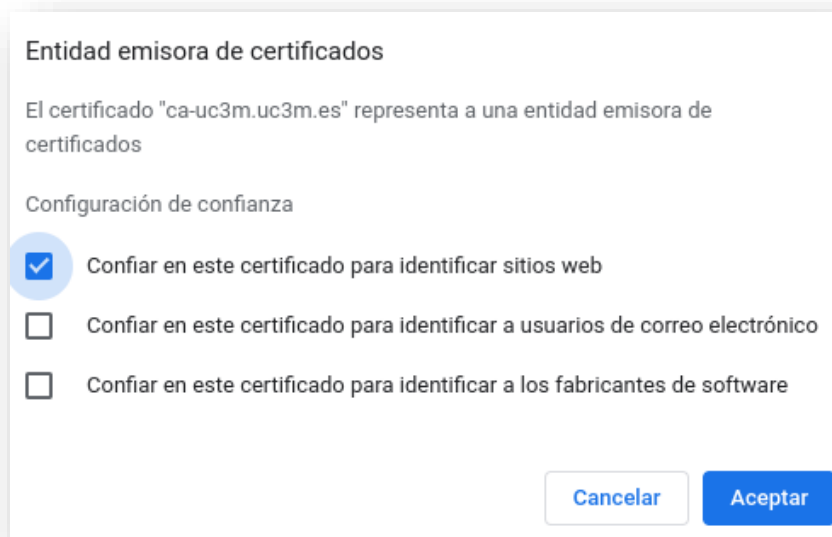 Entidad emisora de certificados
El certificado "ca-uc3m.uc3m.es" representa a una entidad emisora de
certificados
Configuración de confianza
Confiar en este certificado para identificar sitios web
Confiar en este certificado para identificar a usuarios de correo electrónico
Confiar en este certificado para identificar a los fabricantes de software
Cancelar
Aceptar